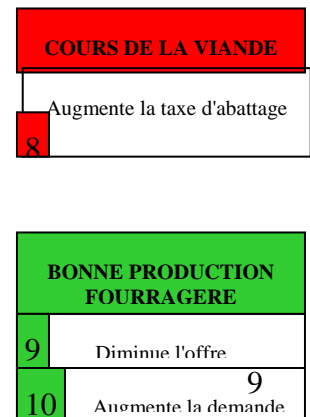 COURS DE LA VIANDE
Augmente la taxe d'abattage
8
BONNE PRODUCTION
FOURRAGERE
9
Diminue l'offre
9
10
Augmente la demande